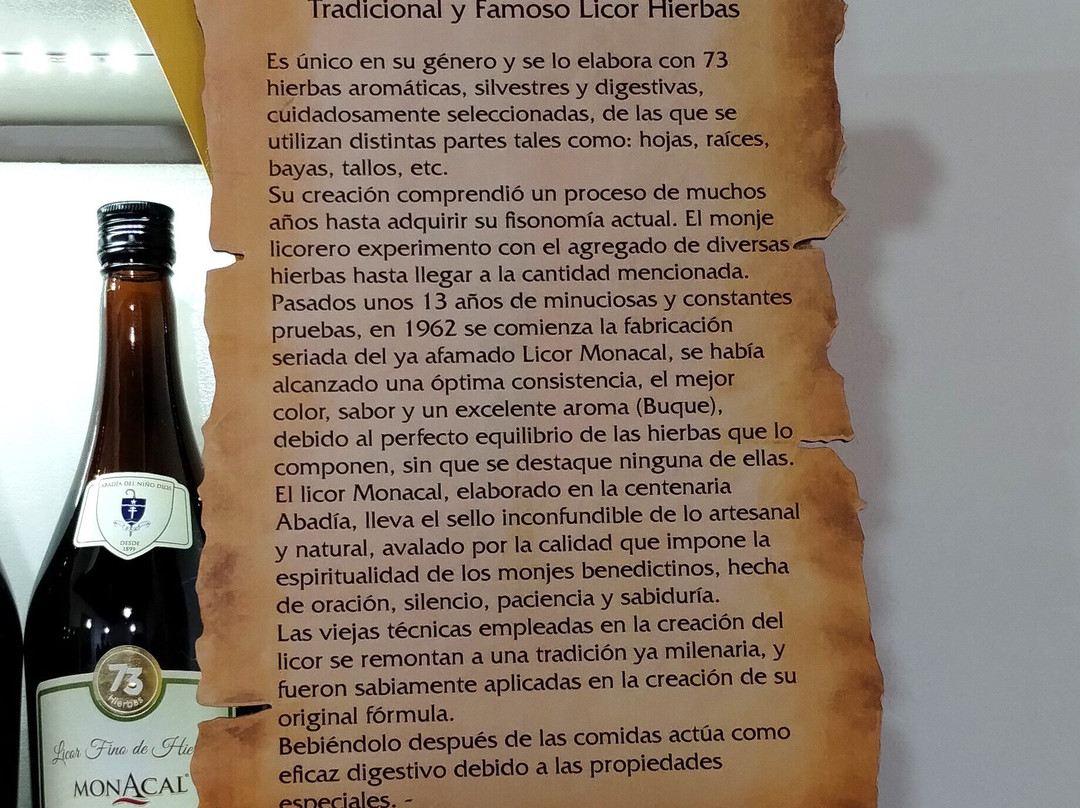 Tradicional y Famoso Licor Hierbas
Es único en su género y se lo elabora con 73
hierbas aromáticas, silvestres y digestivas,
cuidadosamente seleccionadas, de las que se
utilizan distintas partes tales como: hojas, raíces,
bayas, tallos, etc.
Su creación comprendió un proceso de muchos
años hasta adquirir su fisonomía actual. El monje
licorero experimento con el agregado de diversas
hierbas hasta llegar a la cantidad mencionada.
Pasados unos 13 años de minuciosas y constantes
pruebas, en 1962 se comienza la fabricación
seriada del ya afamado Licor Monacal, se había
alcanzado una óptima consistencia, el mejor
color, sabor y un excelente aroma (Buque),
debido al perfecto equilibrio de las hierbas que lo
componen, sin que se destaque ninguna de ellas.
El licor Monacal, elaborado en la centenaria
Abadía, lleva el sello inconfundible de lo artesanal
y natural, avalado por la calidad que impone la
espiritualidad de los monjes benedictinos, hecha
de oración, silencio, paciencia y sabiduría.
Las viejas técnicas empleadas en la creación del
licor se remontan a una tradición ya milenaria, y
fueron sabiamente aplicadas en la creación de su
original fórmula.
Bebiéndolo después de las comidas actúa como
eficaz digestivo debido a las propiedades
especiales. -
ABADÍA DEL NIÑO DIOS
DESDE
1899
73
Hierbas
Licor Fino de Hie
MONACAL®